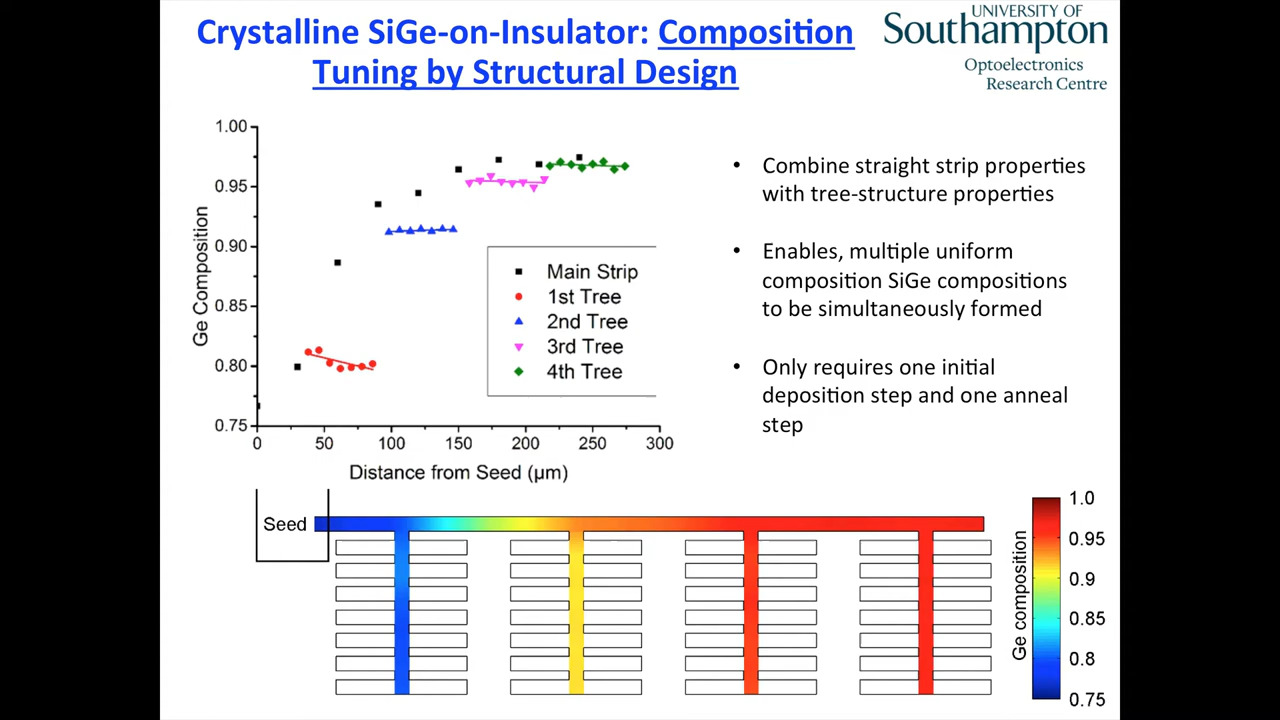 Crystalline SiGe-on-Insulator: Composition
Tuning by Structural Design
UNIVERSITY OF
Southampton
Optoelectronics
Research Centre
1.00
0.95
0.90
0.85
0.80
0.75
Ge Composition
0
50
100
150
200
250
300
Distance from Seed (µm)
Main Strip
1st Tree
2nd Tree
3rd Tree
4th Tree
• Combine straight strip properties
with tree-structure properties
• Enables, multiple uniform
composition SiGe compositions
to be simultaneously formed
• Only requires one initial
deposition step and one anneal
step
Seed
Ge composition
1.0
0.95
0.9
0.85
0.8
0.75